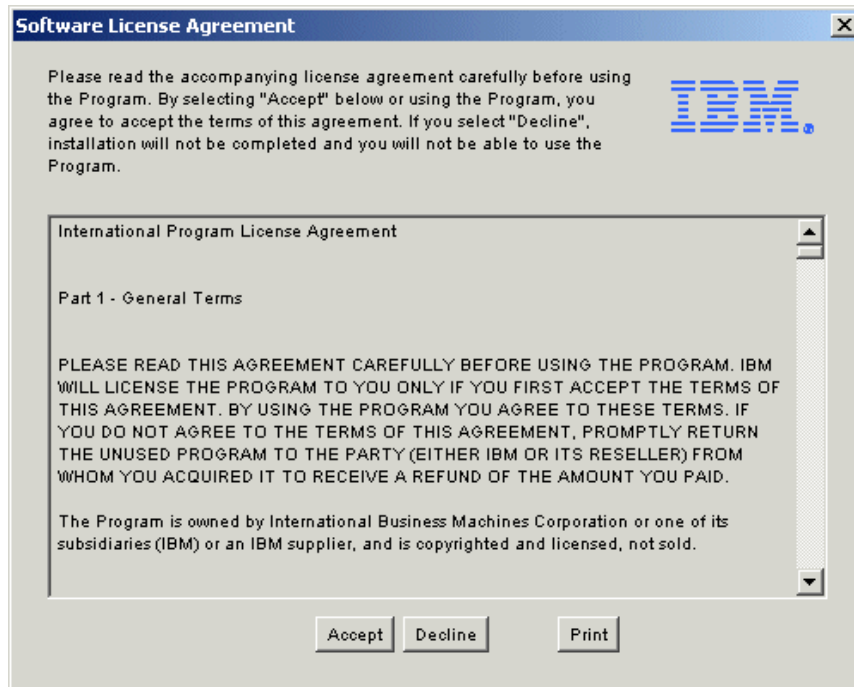 Software License Agreement
Please read the accompanying license agreement carefully before using
the Program. By selecting "Accept" below or using the Program, you
agree to accept the terms of this agreement. If you select "Decline",
installation will not be completed and you will not be able to use the
Program.
IBM®
International Program License Agreement
Part 1 - General Terms
PLEASE READ THIS AGREEMENT CAREFULLY BEFORE USING THE PROGRAM. IBM
WILL LICENSE THE PROGRAM TO YOU ONLY IF YOU FIRST ACCEPT THE TERMS OF
THIS AGREEMENT. BY USING THE PROGRAM YOU AGREE TO THESE TERMS. IF
YOU DO NOT AGREE TO THE TERMS OF THIS AGREEMENT, PROMPTLY RETURN
THE UNUSED PROGRAM TO THE PARTY (EITHER IBM OR ITS RESELLER) FROM
WHOM YOU ACQUIRED IT TO RECEIVE A REFUND OF THE AMOUNT YOU PAID.
The Program is owned by International Business Machines Corporation or one of its
subsidiaries (IBM) or an IBM supplier, and is copyrighted and licensed, not sold.
Accept Decline Print